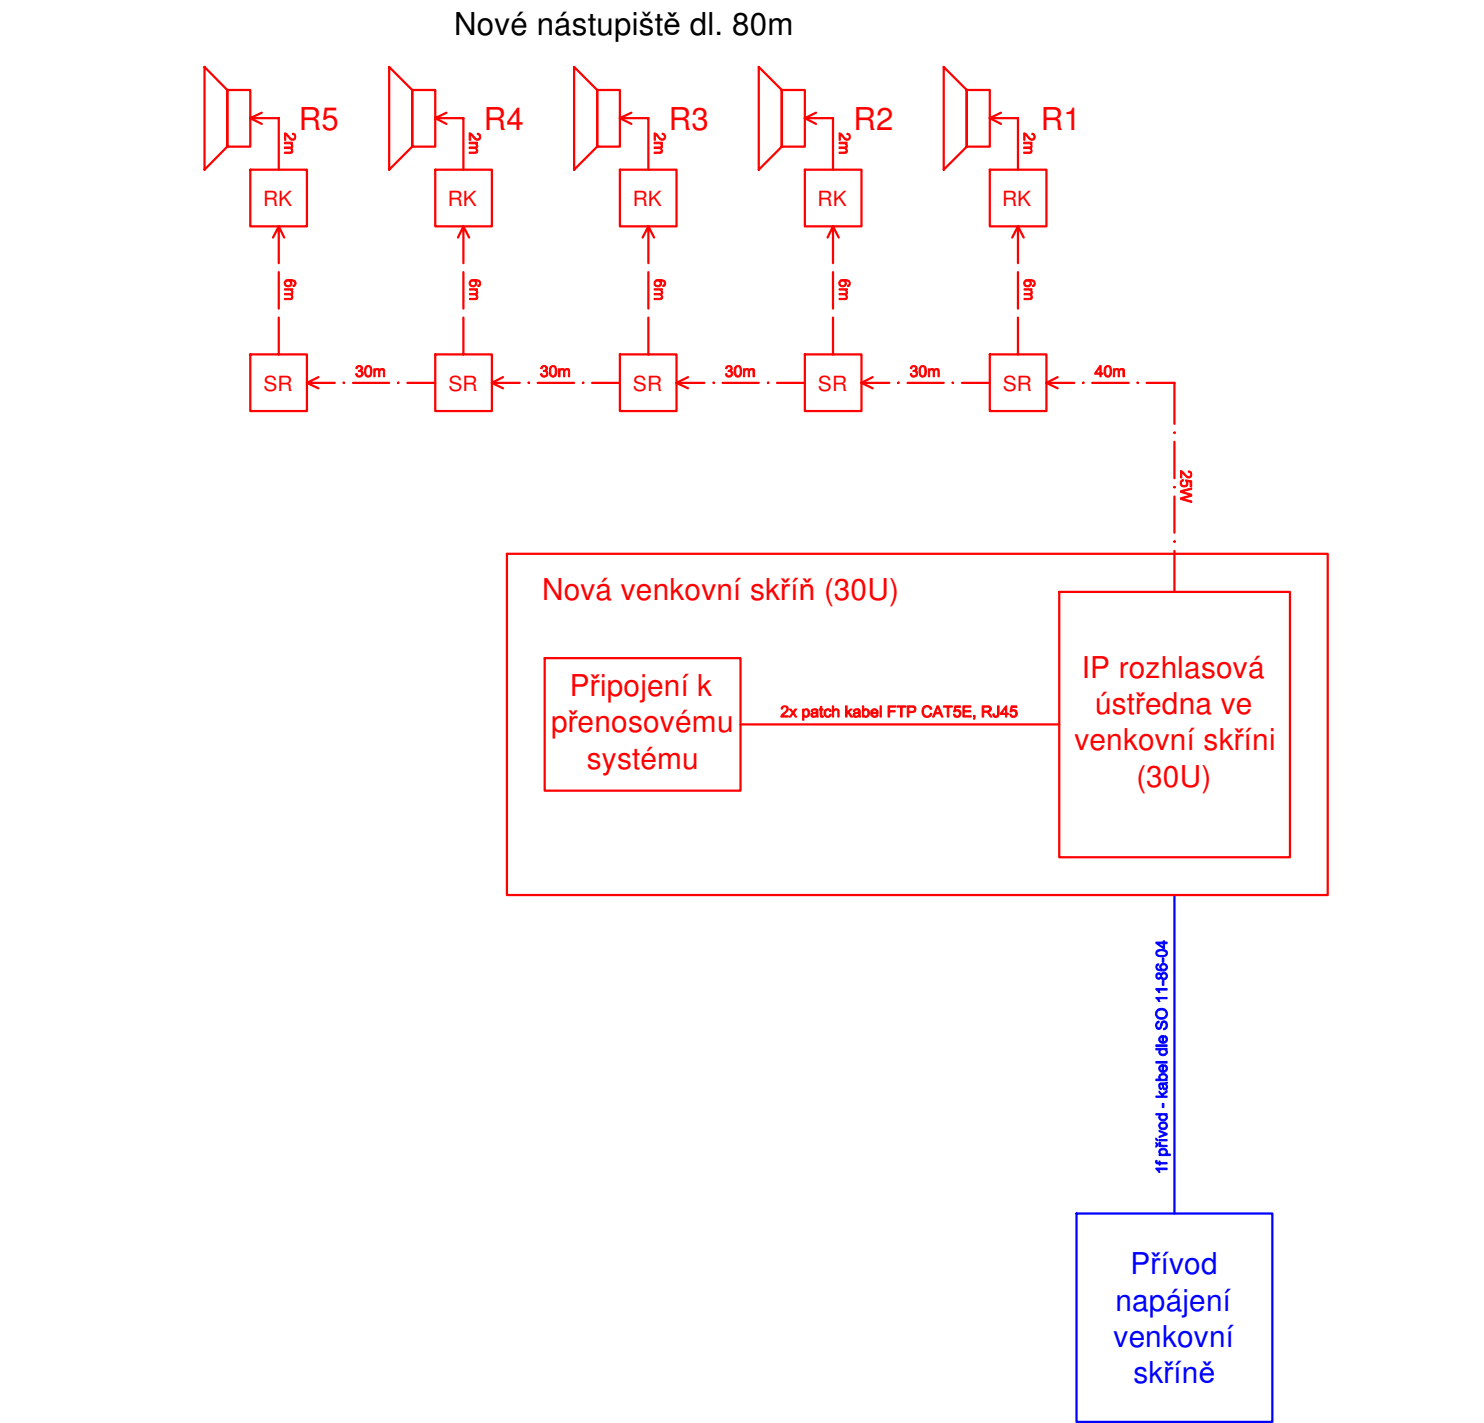 Nové nástupiště dl. 80m
R5
R4
R3
R2
R1
2m
2m
2m
2m
2m
RK
RK
RK
RK
RK
6m
6m
6m
6m
6m
30m
30m
30m
30m
40m
SR
SR
SR
SR
SR
25W
Nová venkovní skříň (30U)
Připojení k
přenosovému
systému
2x patch kabel FTP CAT5E, RJ45
IP rozhlasová
ústředna ve
venkovní skříni
(30U)
1f přívod - kabel dle SO 11-86-04
Přívod
napájení
venkovní
skříně